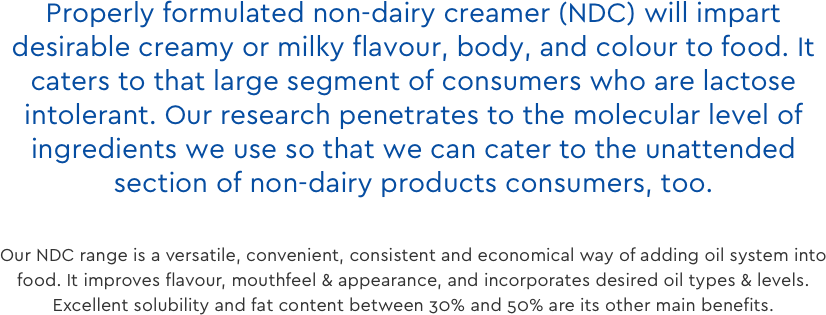 Properly formulated non-dairy creamer (NDC) will impart
desirable creamy or milky flavour, body, and colour to food. It
caters to that large segment of consumers who are lactose
intolerant. Our research penetrates to the molecular level of
ingredients we use so that we can cater to the unattended
section of non-dairy products consumers, too.
Our NDC range is a versatile, convenient, consistent and economical way of adding oil system into
food. It improves flavour, mouthfeel & appearance, and incorporates desired oil types & levels.
Excellent solubility and fat content between 30% and 50% are its other main benefits.